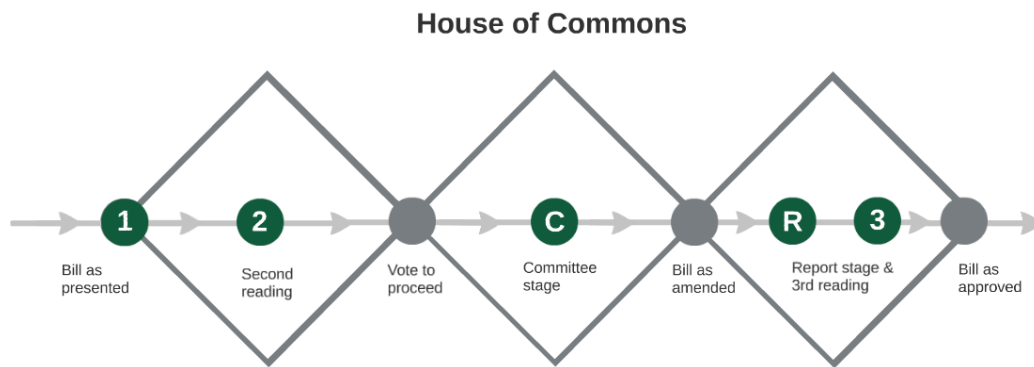 House of Commons
1
2
C
R
3
Bill as
presented
Second
reading
Vote to
proceed
Committee
stage
Bill as
amended
Report stage &
3rd reading
Bill as
approved